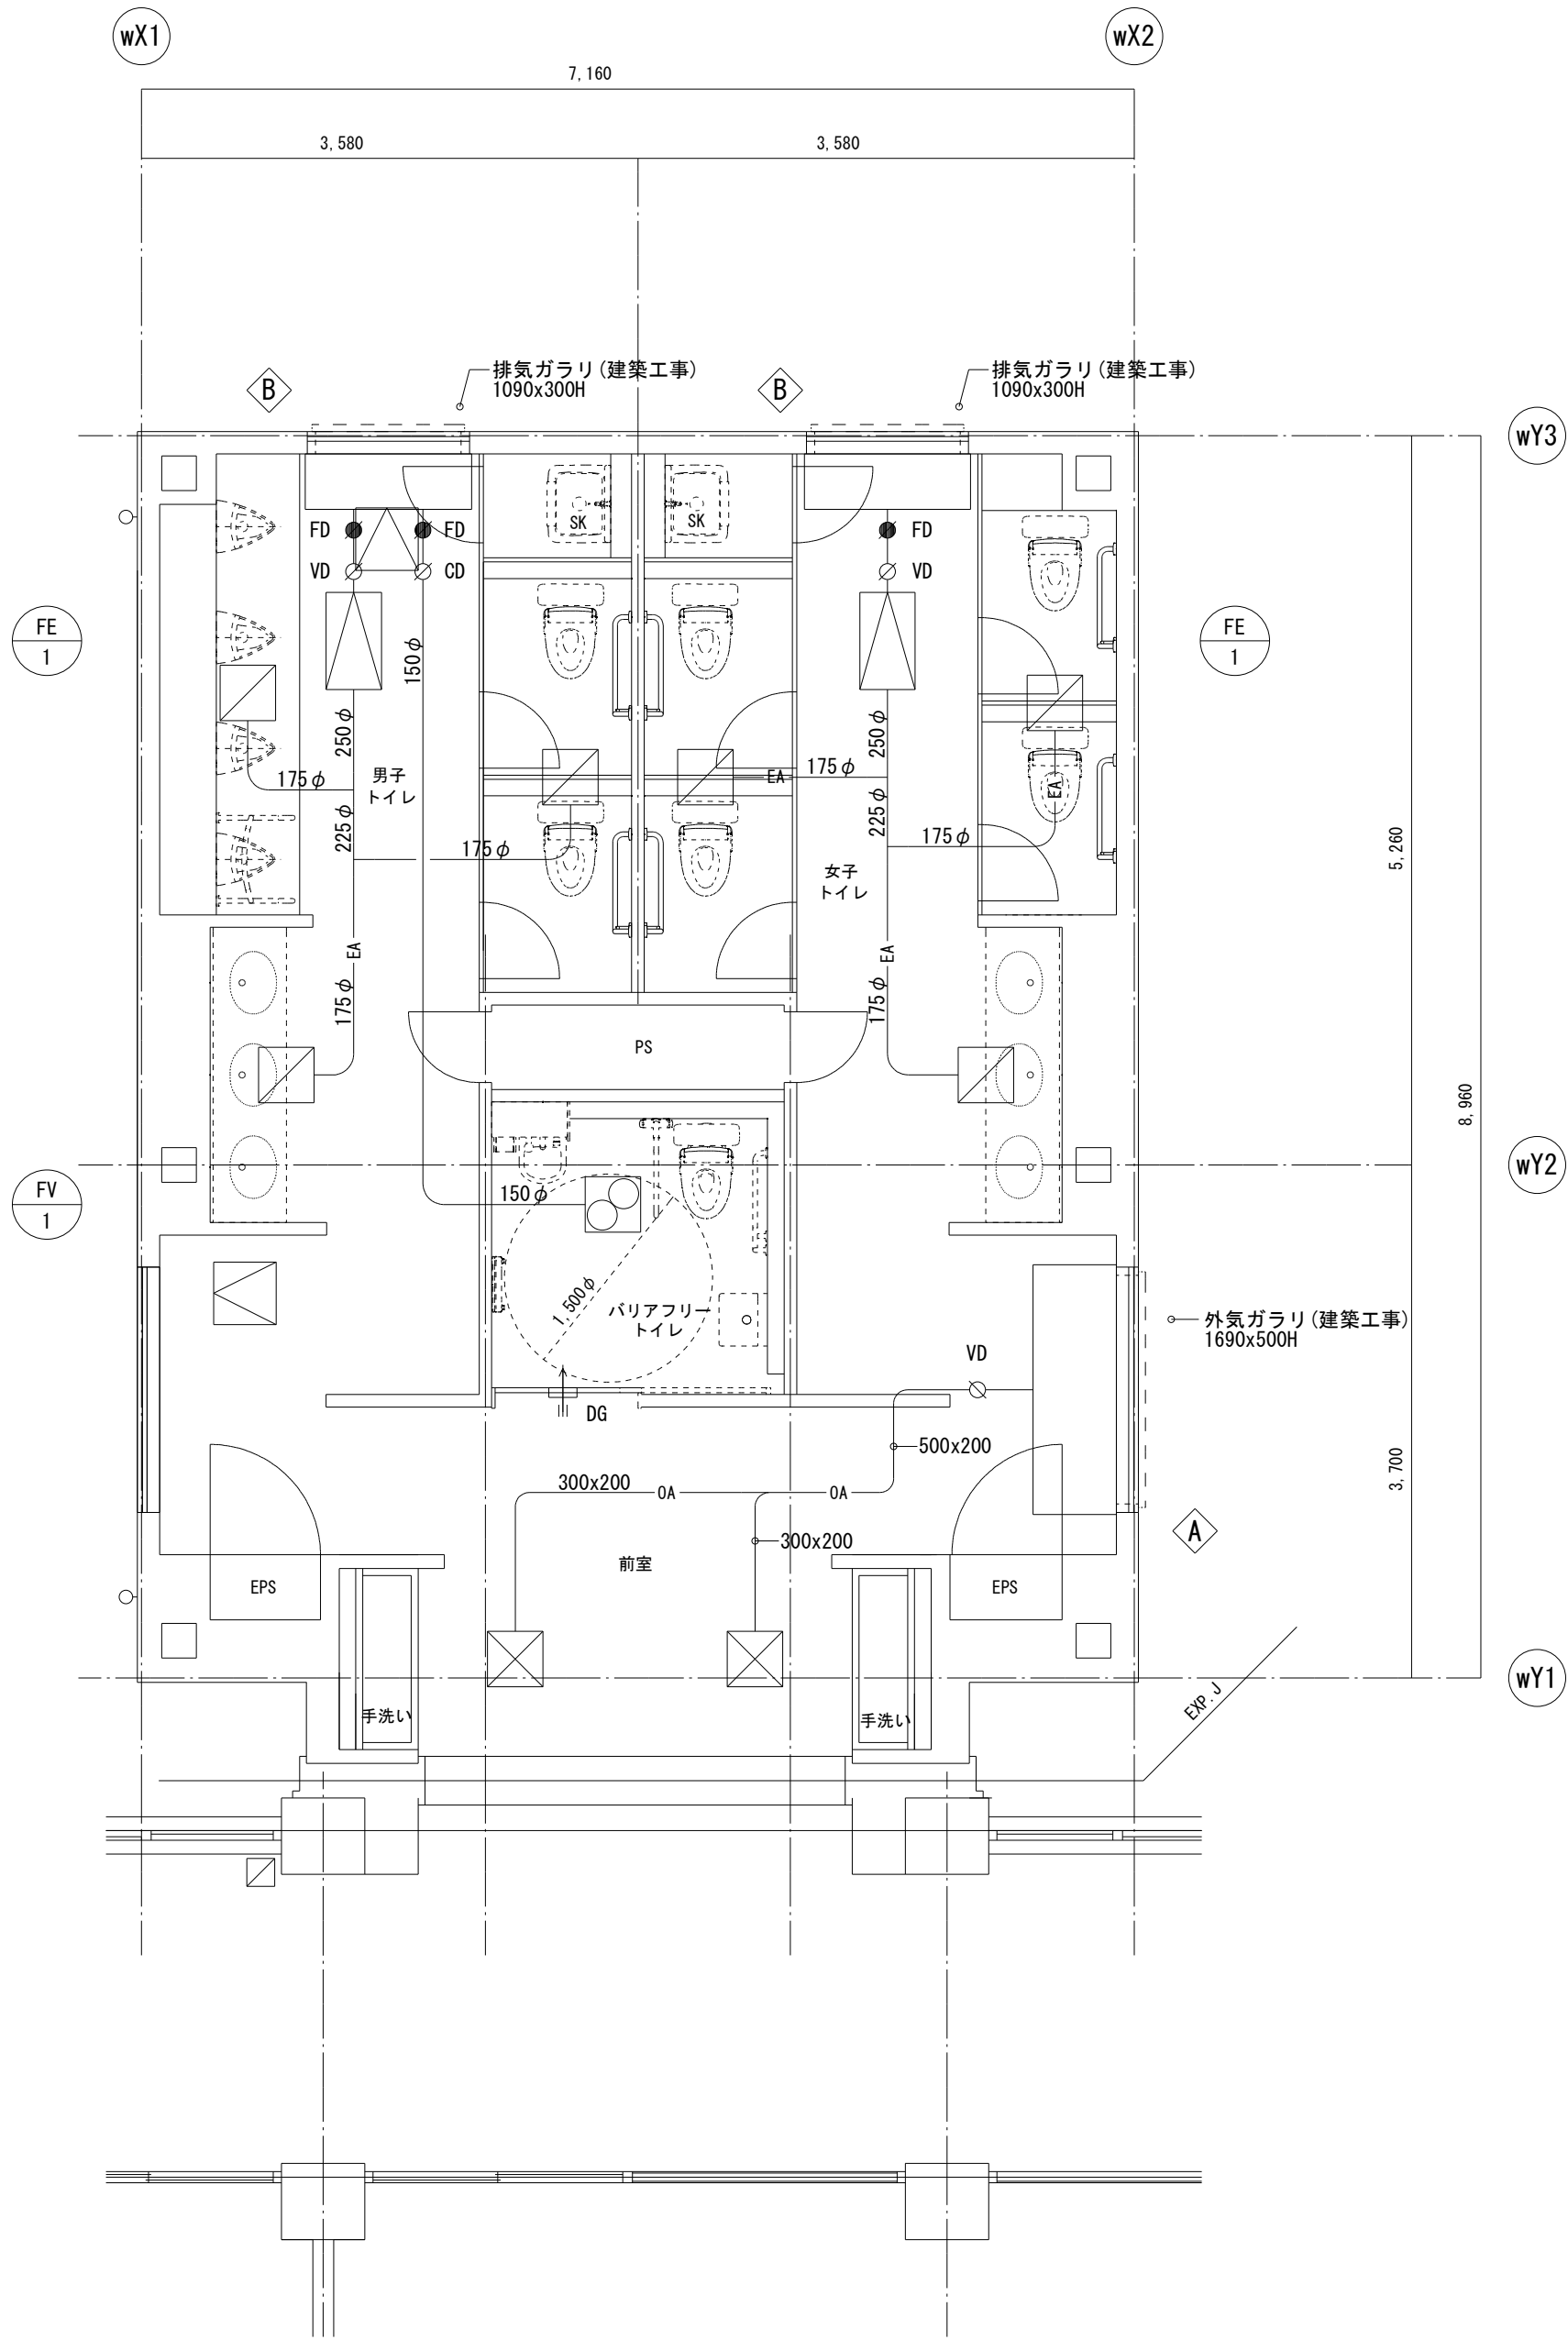 wX1
wX2
7,160
3,580
3,580
排気ガラリ(建築工事)
1090x300H
排気ガラリ(建築工事)
1090x300H
B
B
wY3
SK
SK
FD
FD
FD
VD
CD
VD
FE
1
FE
1
150φ
250φ
250φ
175φ
男子
トイレ
EA
175φ
EA
225φ
225φ
175φ
175φ
女子
トイレ
5,260
EA
EA
175φ
175φ
PS
8,960
FV
1
150φ
wY2
1,500φ
バリアフリー
トイレ
外気ガラリ(建築工事)
1690x500H
VD
DG
500x200
300x200
OA
OA
3,700
300x200
A
前室
EPS
EPS
wY1
手洗い
手洗い
EXP.J